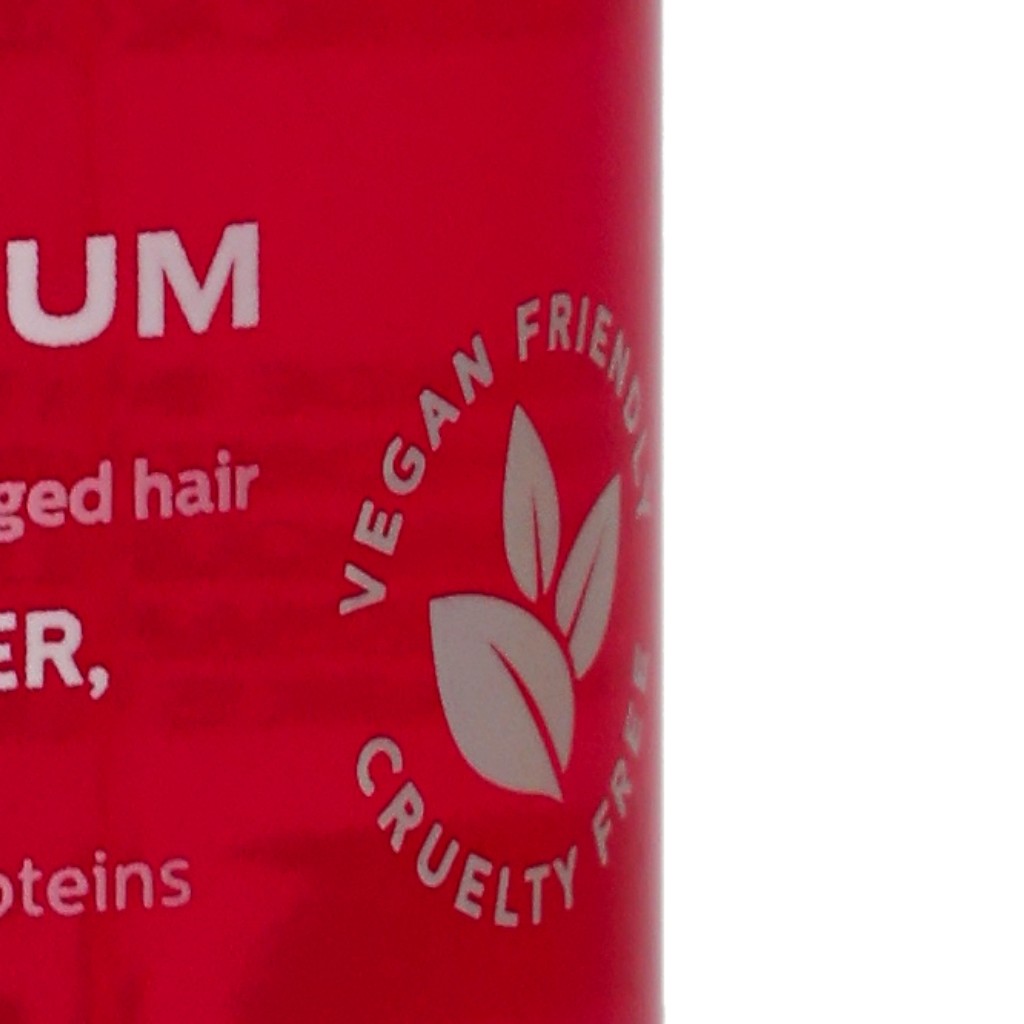 UM
VEGAN FRIENDLY
ged hair
ER,
CRUELTY FREE
oteins